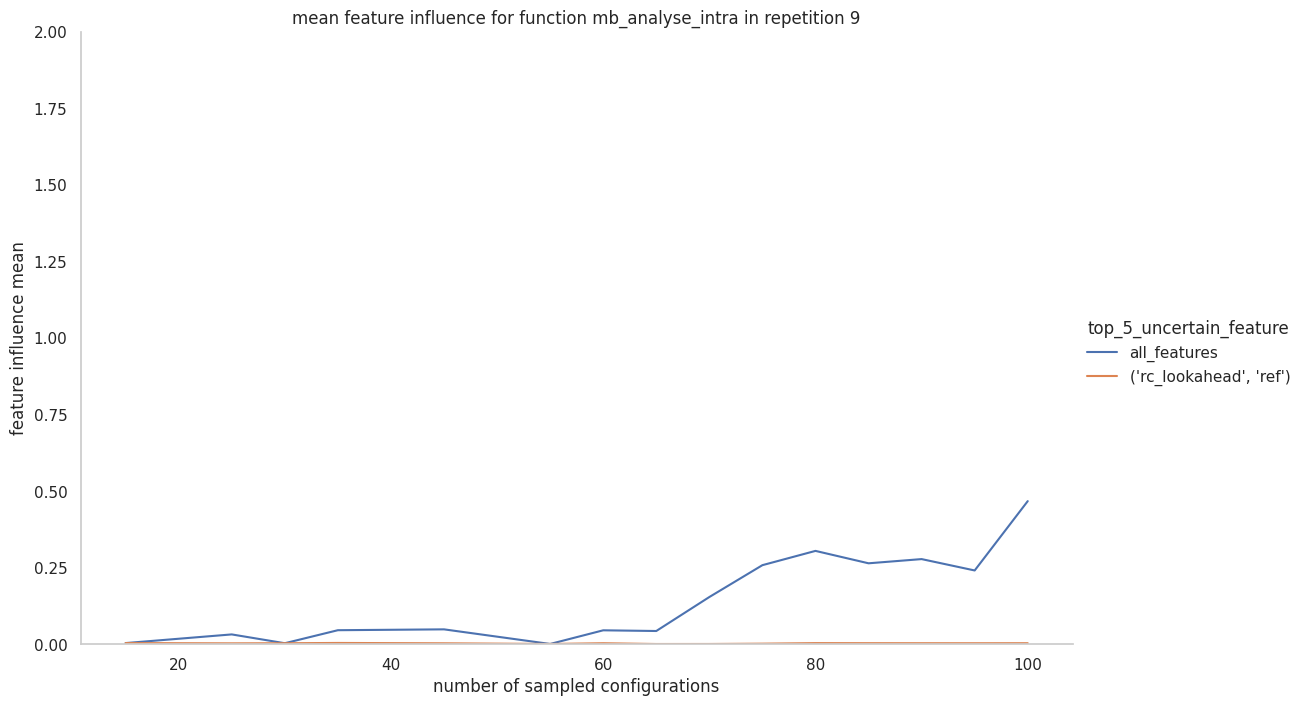 mean feature influence for function mb_analyse_intra in repetition 9
2.00
1.75
1.50
1.25
1.00
0.75
0.50
0.25
0.00
feature influence mean
20
40
60
80
100
number of sampled configurations
top_5_uncertain_feature
all_features
('rc_lookahead', 'ref')